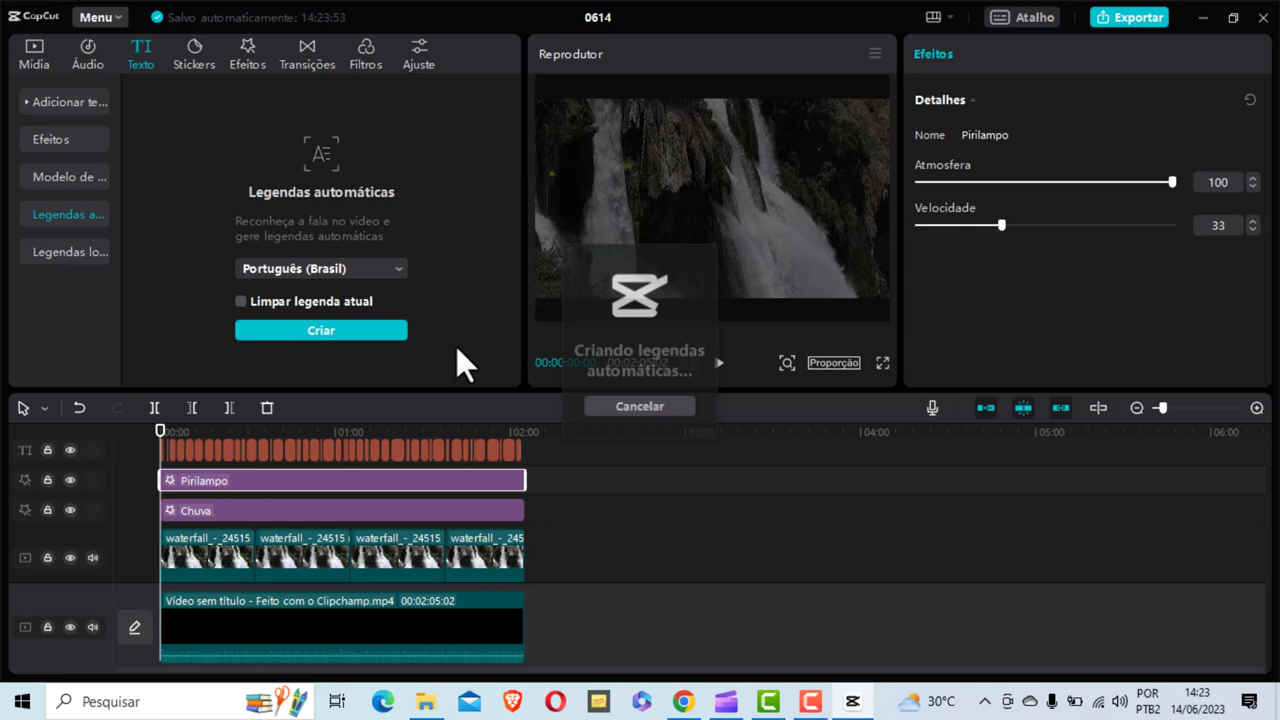 CapCut
Menu
Salvo automaticamente: 14:23:53
0614
Atalho
Exportar
Mídia
Áudio
TI
Texto
Stickers
Efeitos
Transições
Filtros
Ajuste
Adicionar te...
Efeitos
Modelo de ...
Legendas a...
Legendas lo...
Legendas automáticas
Reconheça a fala no vídeo e
gere legendas automáticas
Português (Brasil)
Limpar legenda atual
Criar
Reprodutor
00:00:00:00
00:02:05:02
Proporção
Criando legendas
automáticas...
Cancelar
Efeitos
Detalhes
Nome Pirilampo
Atmosfera
100
Velocidade
33
00:00
01:00
02:00
03:00
04:00
05:00
06:00
TI
Pirilampo
Chuva
waterfall_-_24515
waterfall_-_24515
waterfall_-_24515
waterfall_-_245
Vídeo sem título - Feito com o Clipchamp.mp4 00:02:05:02
Pesquisar
30°C
POR
PTB2
14:23
14/06/2023